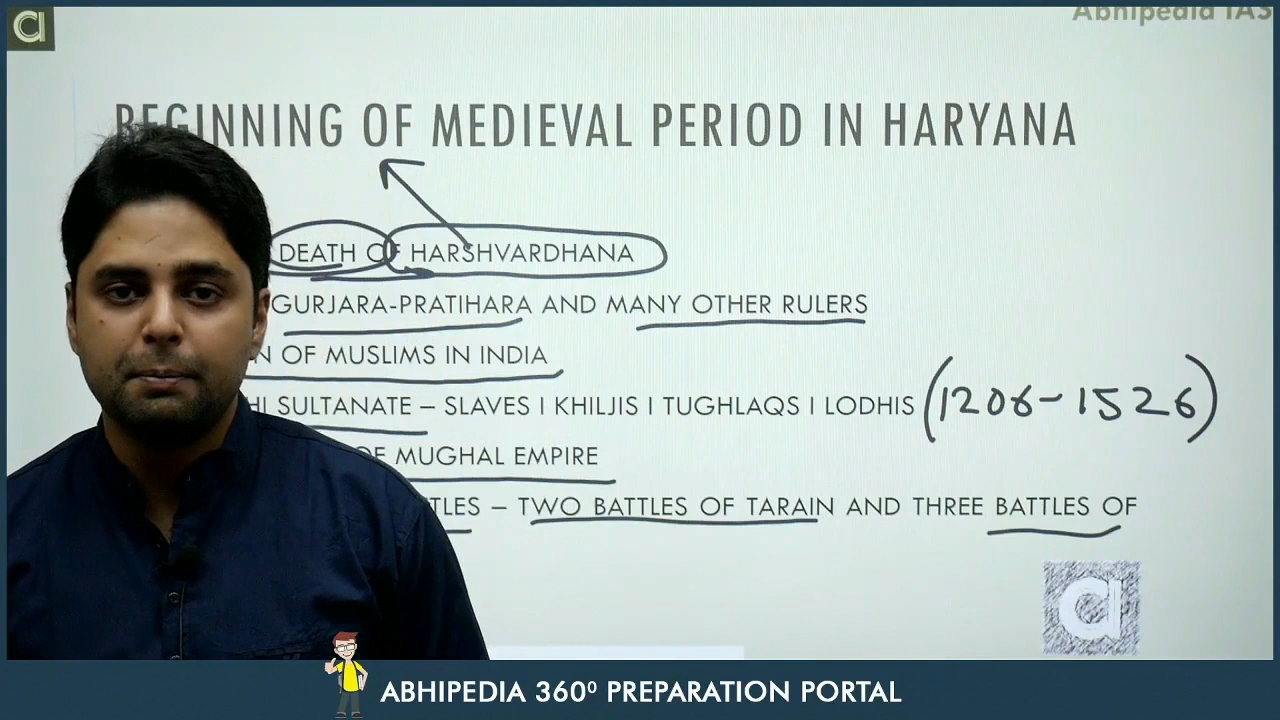 Abhipedia IAS
BEGINNING OF MEDIEVAL PERIOD IN HARYANA
DEATH OF HARSHVARDHANA
GURJARA-PRATIHARA AND MANY OTHER RULERS
OF MUSLIMS IN INDIA
SULTANATE – SLAVES I KHILJIS I TUGHLAQS I LODHIS (1206-1526)
OF MUGHAL EMPIRE
– TWO BATTLES OF TARAIN AND THREE BATTLES OF
ABHIPEDIA 360⁰ PREPARATION PORTAL